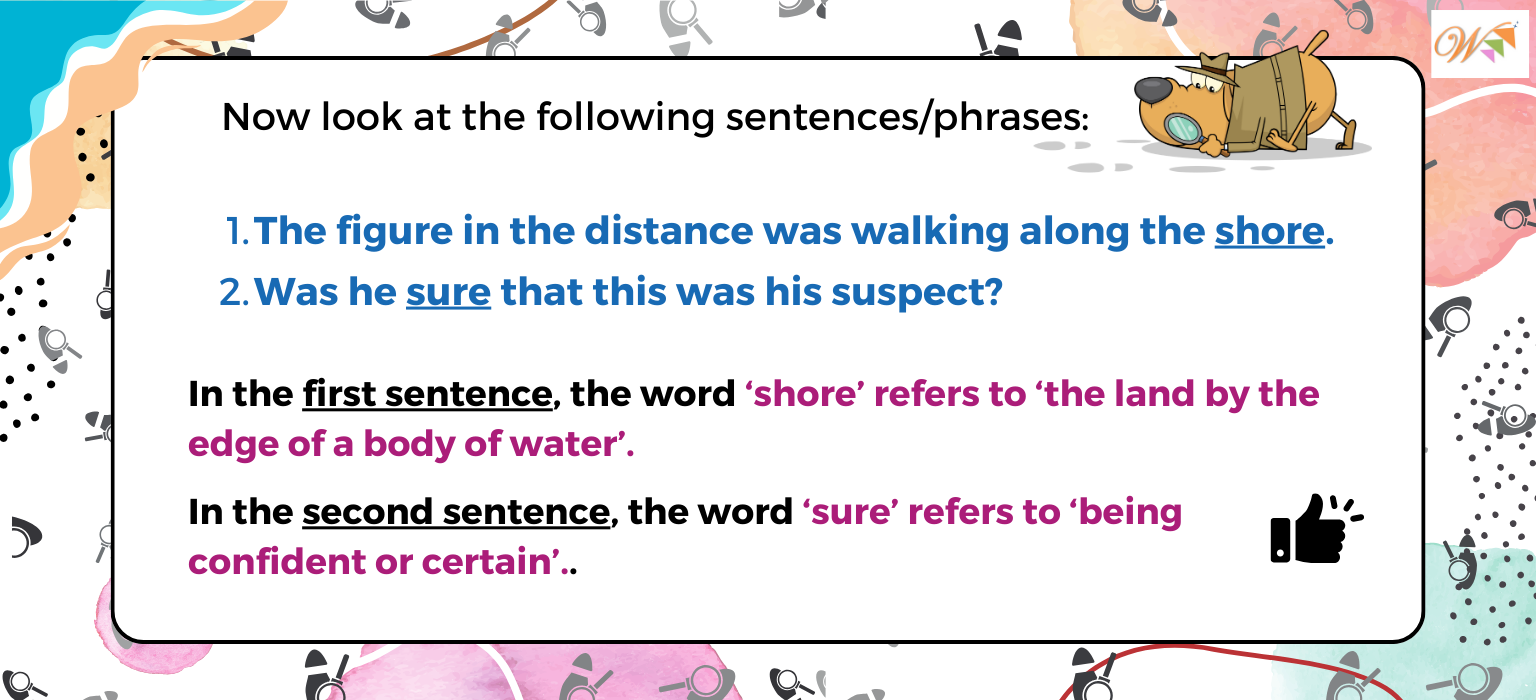 W
Now look at the following sentences/phrases:
1. The figure in the distance was walking along the shore.
2. Was he sure that this was his suspect?
In the first sentence, the word ‘shore’ refers to ‘the land by the
edge of a body of water’.
In the second sentence, the word ‘sure’ refers to ‘being
confident or certain’..